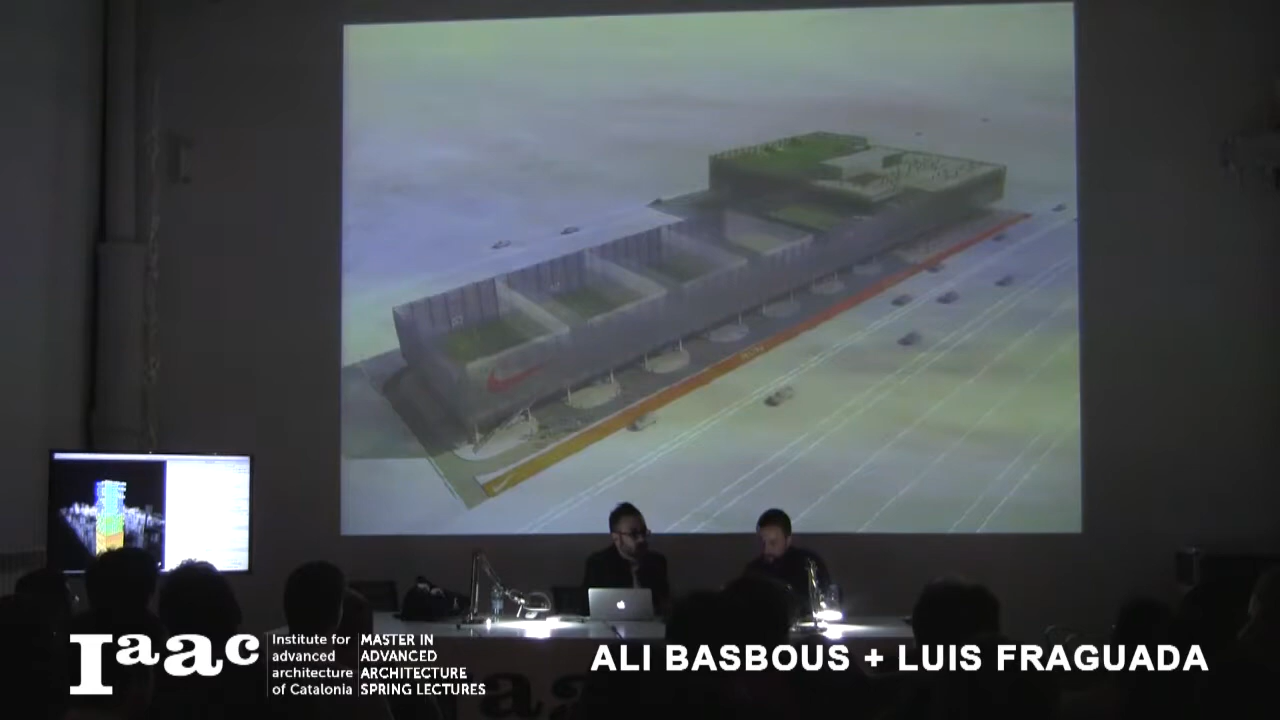 Iaac
Institute for
advanced
architecture
of Catalonia
MASTER IN
ADVANCED
ARCHITECTURE
SPRING LECTURES
ALI BASBOUS + LUIS FRAGUADA